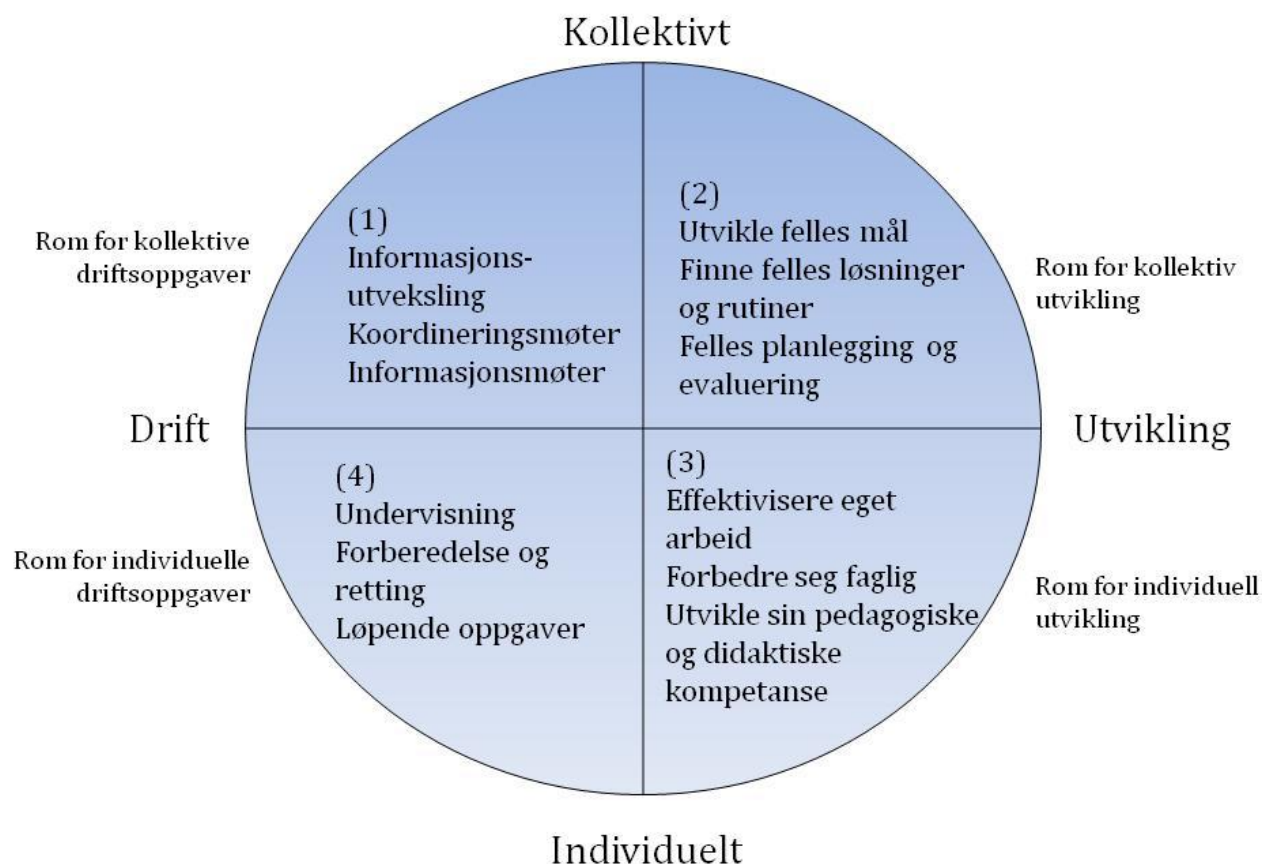 Kollektivt
Rom for kollektive
driftsoppgaver
(1)
Informasjons-
utveksling
Koordineringsmøter
Informasjonsmøter
(2)
Utvikle felles mål
Finne felles løsninger
og rutiner
Felles planlegging og
evaluering
Rom for kollektiv
utvikling
Drift
Utvikling
Rom for individuelle
driftsoppgaver
(4)
Undervisning
Forberedelse og
retting
Løpende oppgaver
(3)
Effektivisere eget
arbeid
Forbedre seg faglig
Utvikle sin pedagogiske
og didaktiske
kompetanse
Rom for individuell
utvikling
Individuelt